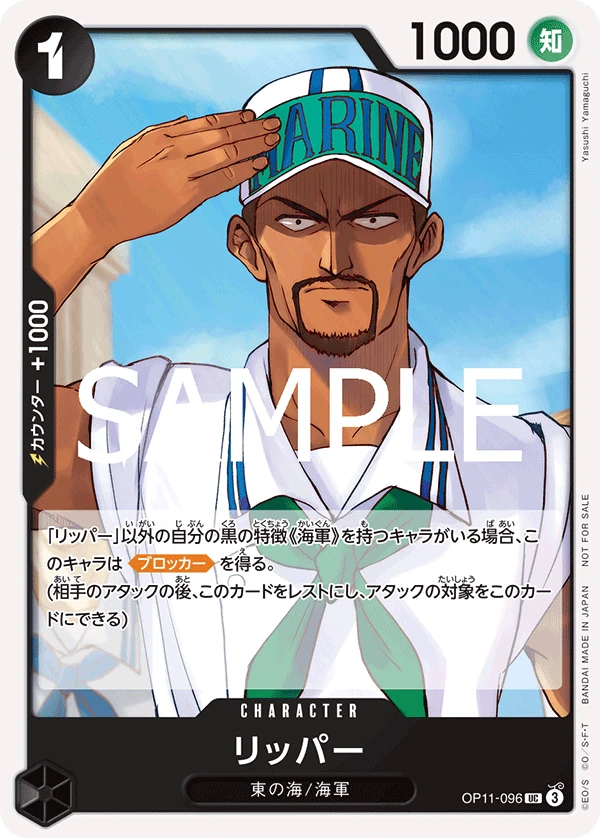 1
1000
知
Yasushi Yamaguchi
MARINE
カウンター +1000
SAMPLE
「リッパー」以外の自分の黒の特徴《海軍》を持つキャラがいる場合、こ
のキャラは ブロッカー を得る。
(相手のアタックの後、このカードをレストにし、アタックの対象をこのカー
ドにできる)
CHARACTER
リッパー
東の海/海軍
OP11-096 UC 3
©EO/S ©O/S・F・T BANDAI MADE IN JAPAN NOT FOR SALE